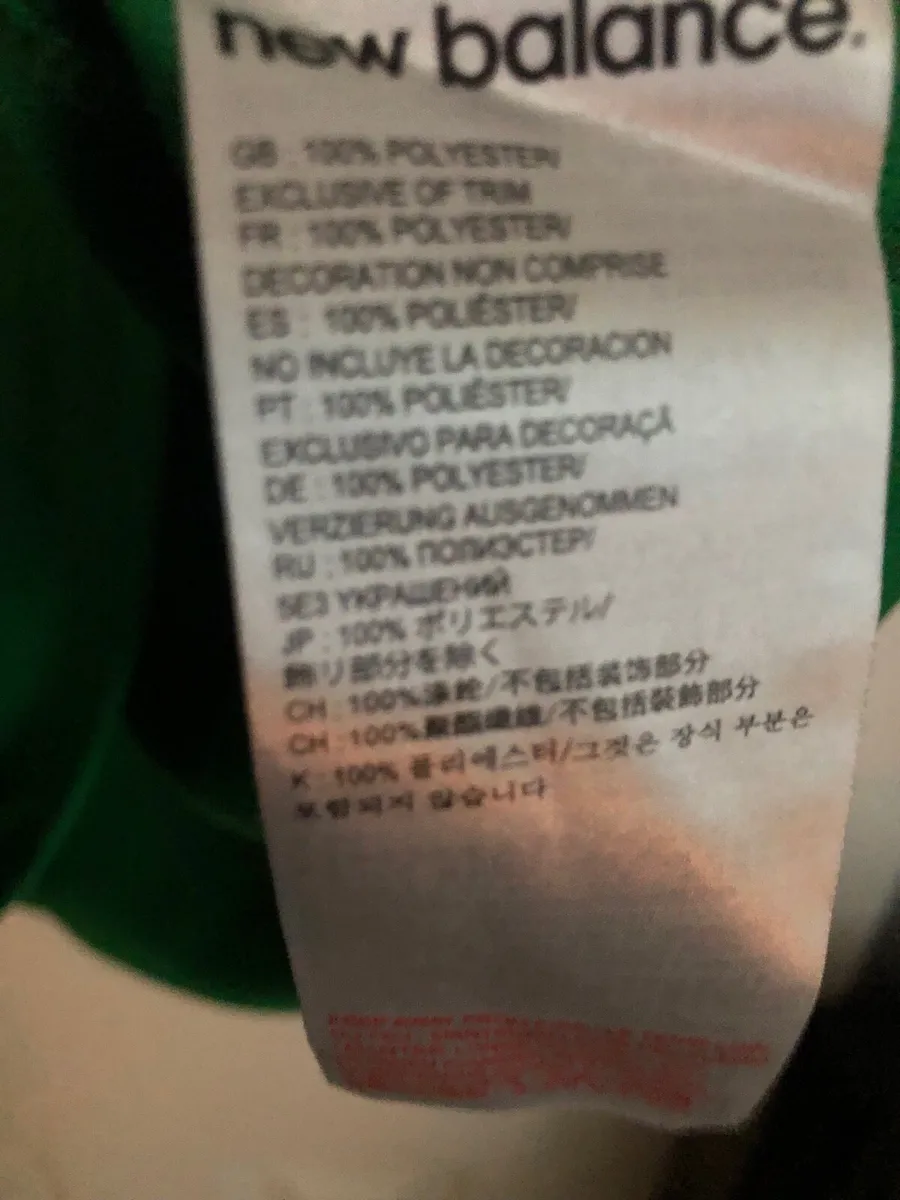 new balance.
GB : 100% POLYESTER/
EXCLUSIVE OF TRIM
FR : 100% POLYESTER/
DECORATION NON COMPRISE
ES : 100% POLIÉSTER/
NO INCLUYE LA DECORACION
PT : 100% POLIÉSTER/
EXCLUSIVO PARA DECORAÇÃ
DE : 100% POLYESTER/
VERZIERUNG AUSGENOMMEN
RU : 100% ПОЛИЭСТЕР/
БЕЗ УКРАШЕНИЙ
JP : 100% ポリエステル/
飾り部分を除く
CH : 100%涤纶/不包括装饰部分
CH : 100%聚酯纖維/不包括裝飾部分
K : 100% 폴리에스터/그것은 장식 부분은
포함되지 않습니다